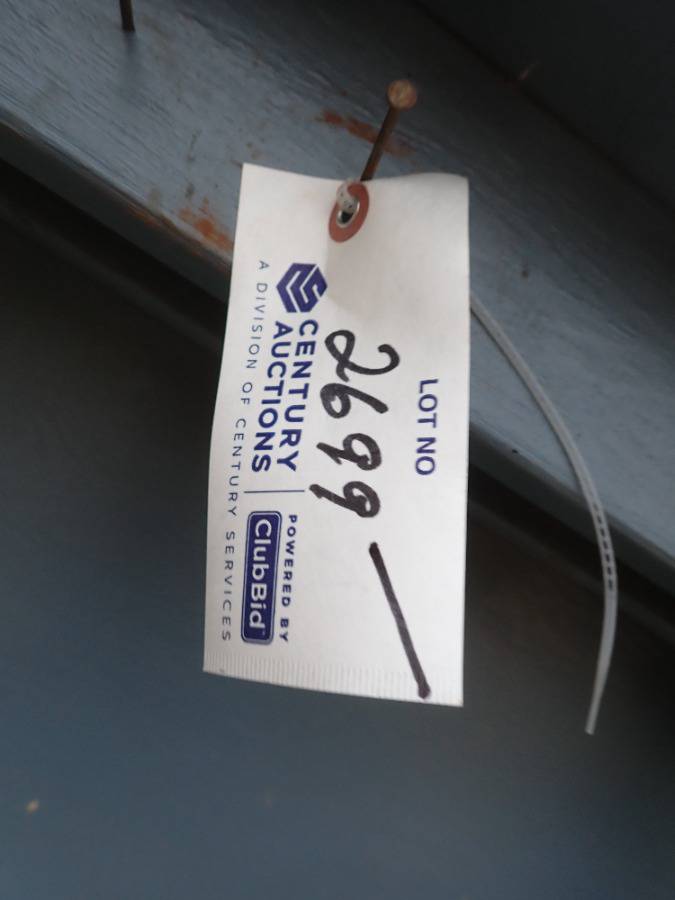 LOT NO
2699
CENTURY
AUCTIONS
POWERED BY
ClubBid
A DIVISION OF CENTURY SERVICES